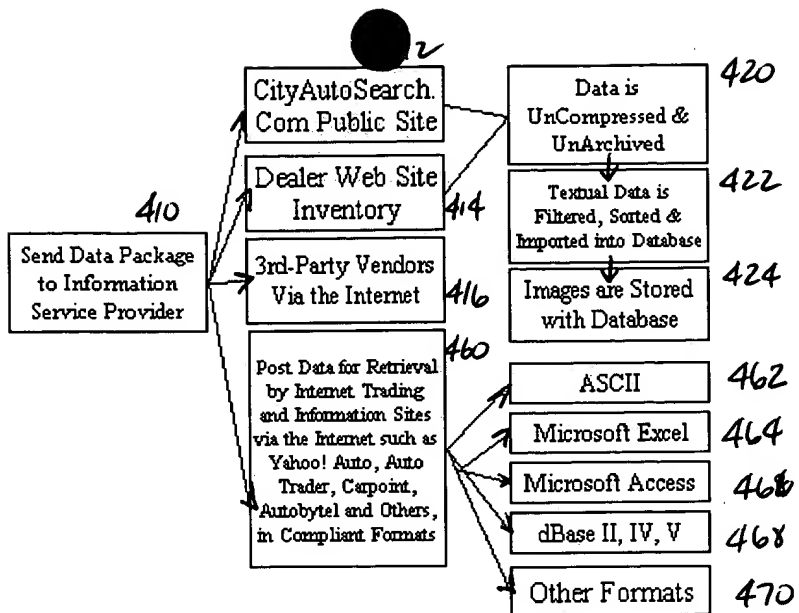 2
CityAutoSearch.
Com Public Site
420
Data is
UnCompressed &
UnArchived
410
Send Data Package
to Information
Service Provider
Dealer Web Site
Inventory
414
422
Textual Data is
Filtered, Sorted &
Imported into Database
3rd-Party Vendors
Via the Internet
416
424
Images are Stored
with Database
460
Post Data for Retrieval
by Internet Trading
and Information Sites
via the Internet such as
Yahoo! Auto, Auto
Trader, Carpoint,
Autobytel and Others,
in Compliant Formats
ASCII
462
Microsoft Excel
464
Microsoft Access
466
dBase II, IV, V
468
Other Formats
470